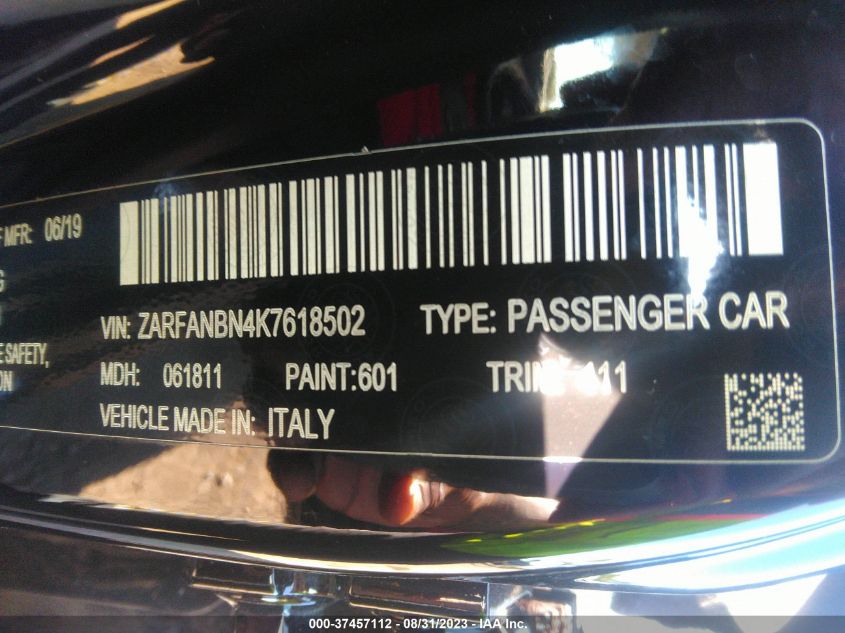 MFR: 06/19
VIN: ZARFANBN4K7618502 TYPE: PASSENGER CAR
SAFETY,
MDH: 061811 PAINT:601
VEHICLE MADE IN: ITALY
000-37457112 - 08/31/2023 - IAA Inc.